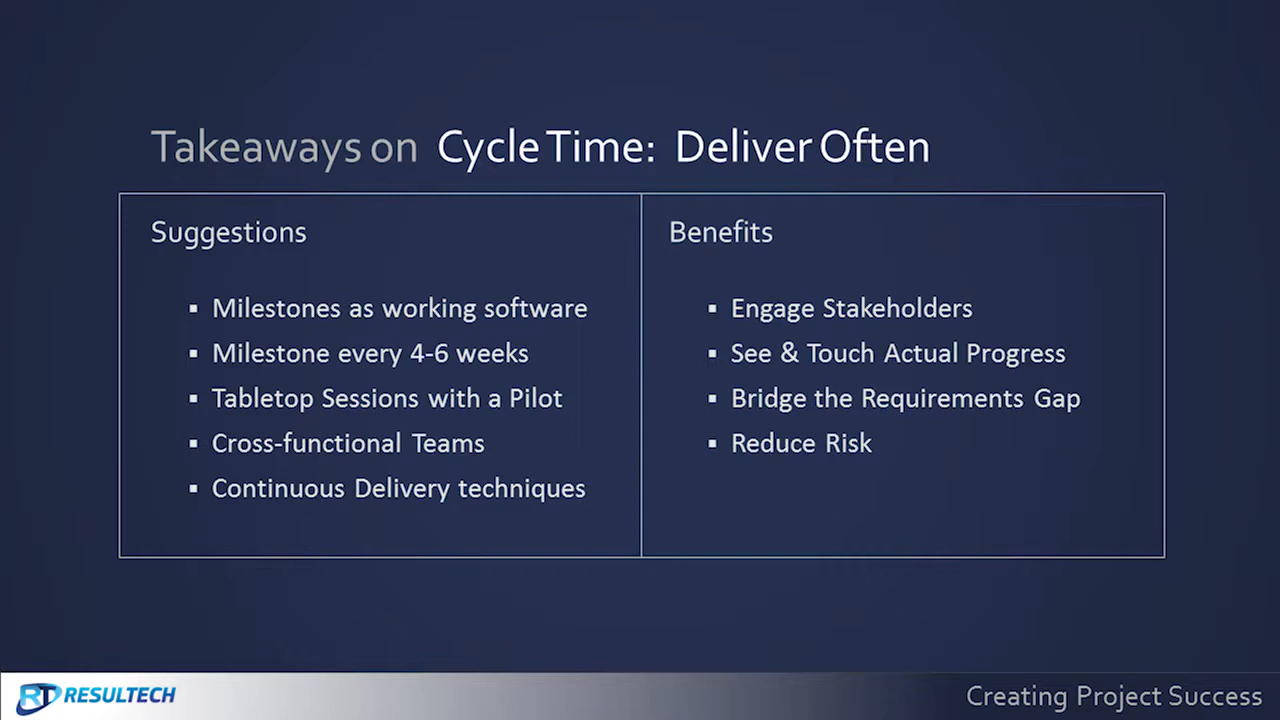 Takeaways on Cycle Time: Deliver Often
Suggestions
▪ Milestones as working software
▪ Milestone every 4-6 weeks
▪ Tabletop Sessions with a Pilot
▪ Cross-functional Teams
▪ Continuous Delivery techniques
Benefits
▪ Engage Stakeholders
▪ See & Touch Actual Progress
▪ Bridge the Requirements Gap
▪ Reduce Risk
RT RESULTECH
Creating Project Success